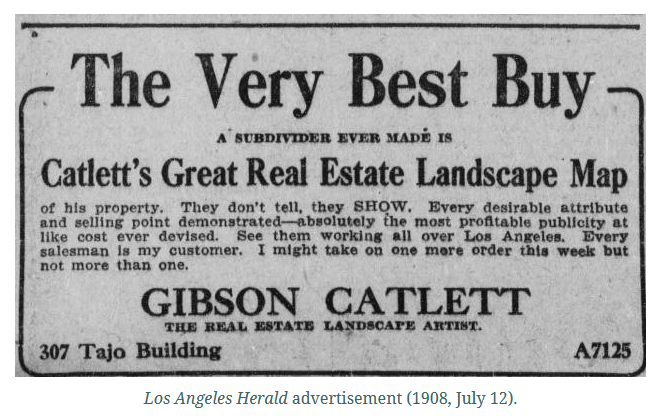 The Very Best Buy
A SUBDIVIDER EVER MADE IS
Catlett's Great Real Estate Landscape Map
of his property. They don't tell, they SHOW. Every desirable attribute
and selling point demonstrated—absolutely the most profitable publicity at
like cost ever devised. See them working all over Los Angeles. Every
salesman is my customer. I might take on one more order this week but
not more than one.
GIBSON CATLETT
THE REAL ESTATE LANDSCAPE ARTIST.
307 Tajo Building A7125
Los Angeles Herald advertisement (1908, July 12).